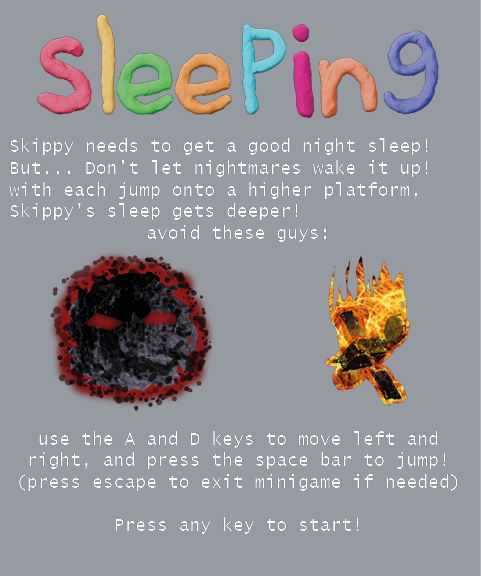 sleePing
Skippy needs to get a good night sleep!
But... Don't let nightmares wake it up!
with each jump onto a higher platform,
Skippy's sleep gets deeper!
avoid these guys:
use the A and D keys to move left and
right, and press the space bar to jump!
(press escape to exit minigame if needed)
Press any key to start!